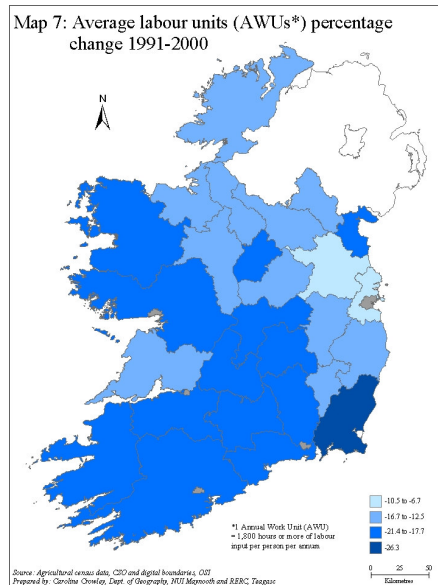 Map 7: Average labour units (AWUs*) percentage
change 1991-2000
N
-10.5 to -6.7
-16.7 to -12.5
-21.4 to -17.7
-26.3
*1 Annual Work Unit (AWU)
= 1,800 hours or more of labour
input per person per annum
0 25 50
Kilometres
Source: Agricultural census data, CSO and digital boundaries, OSI
Prepared by: Caroline Crowley, Dept. of Geography, NUI Maynooth and RERC, Teagasc